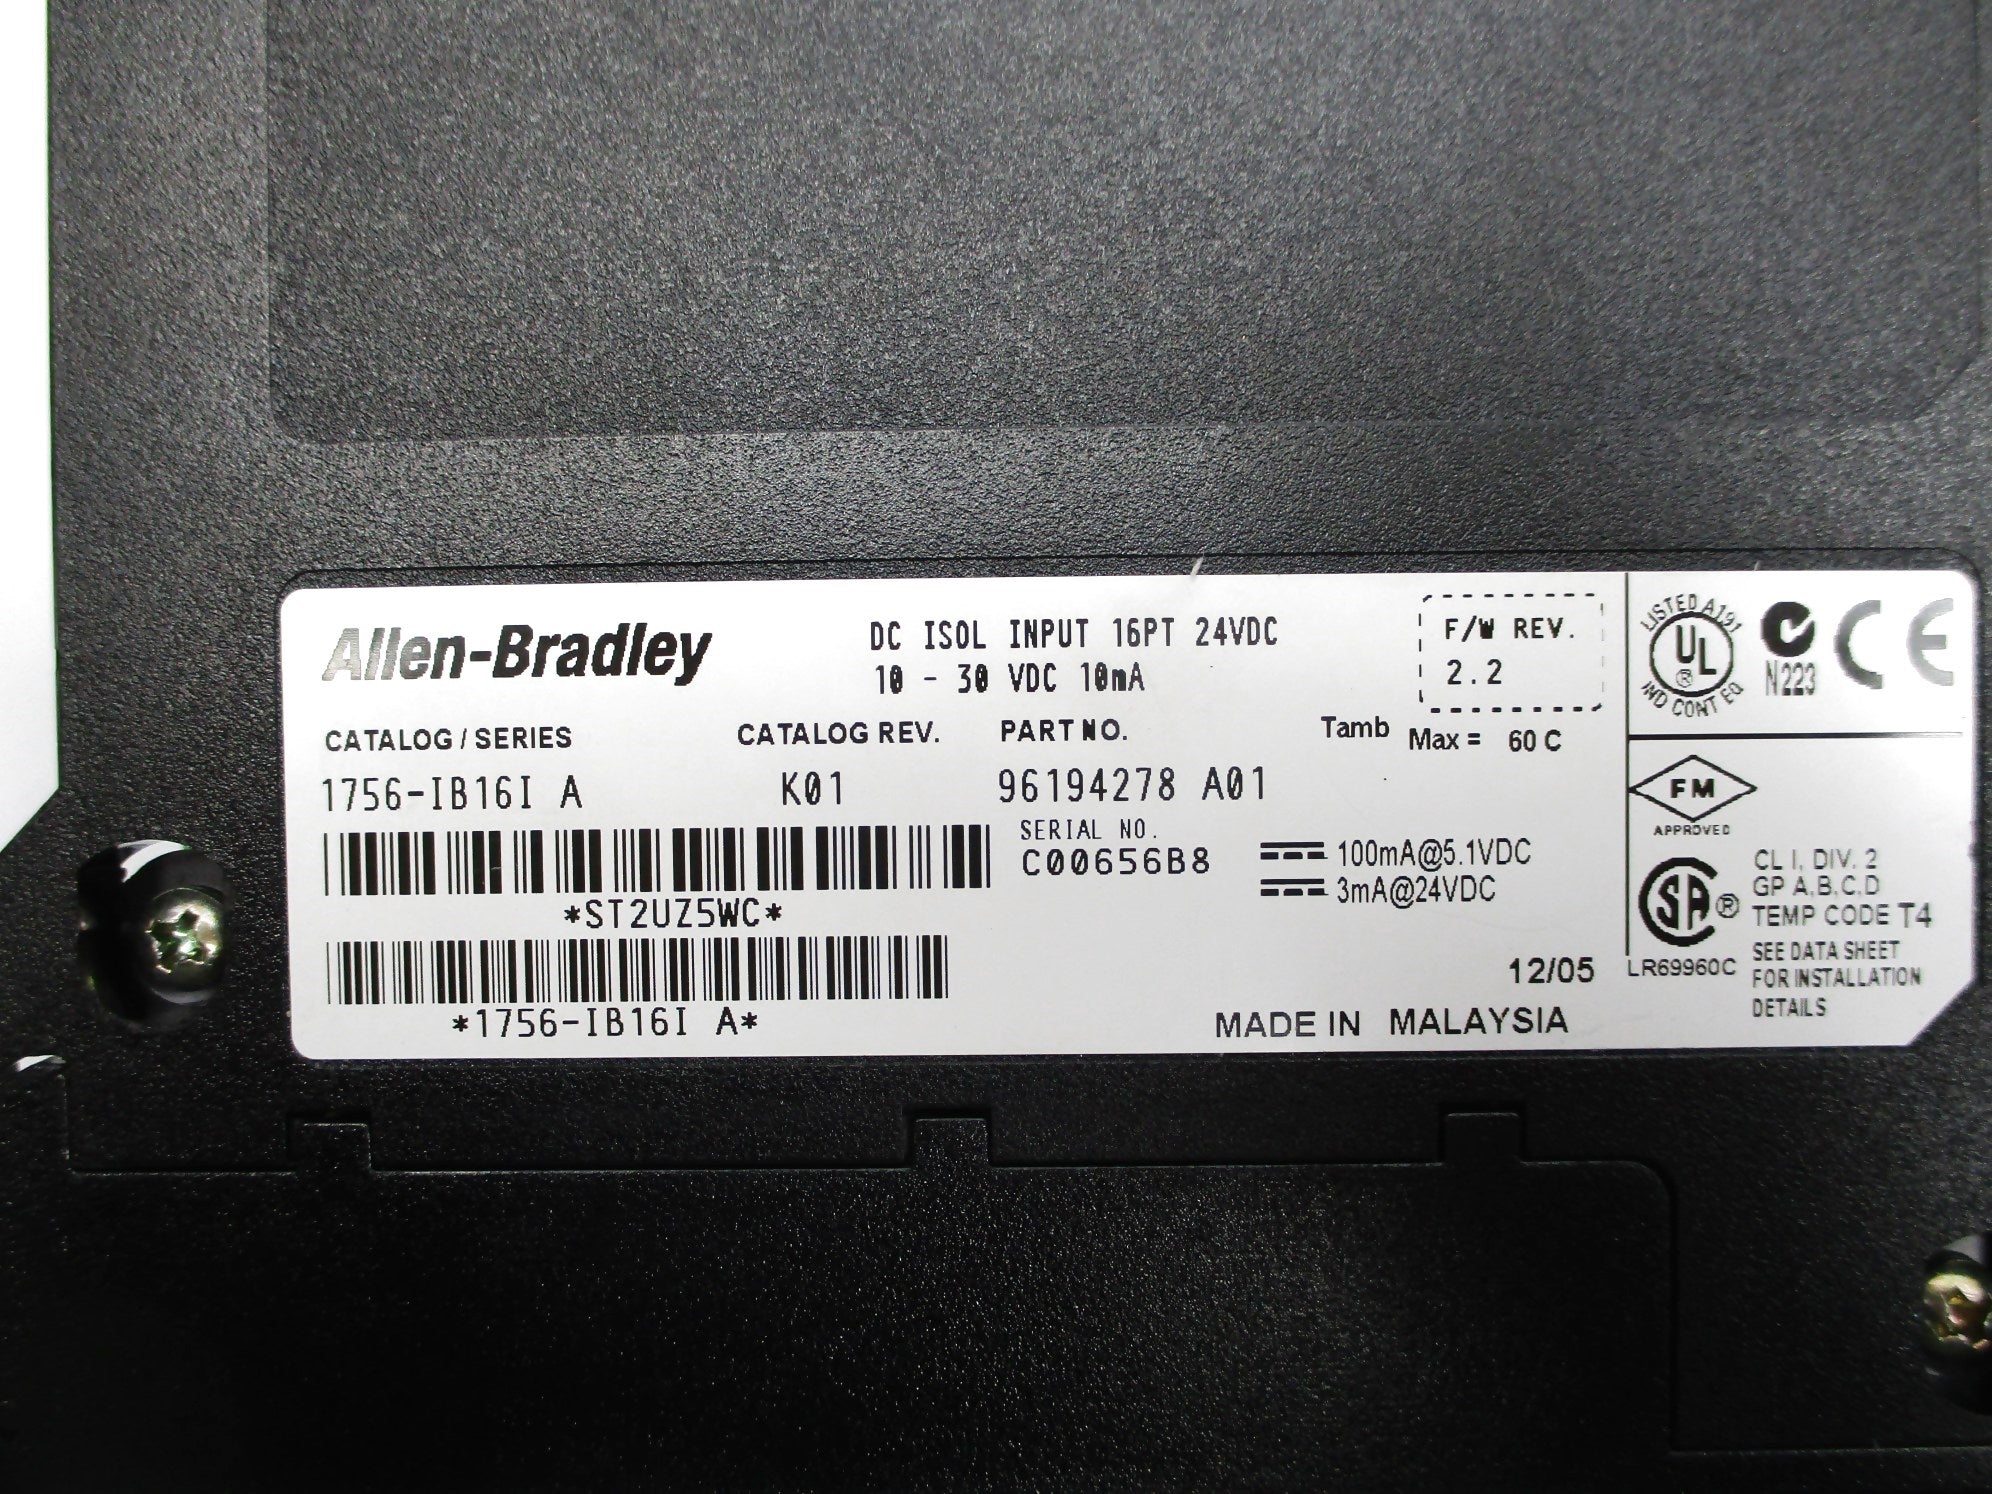 Allen-Bradley
DC ISOL INPUT 16PT 24VDC
10 - 30 VDC 10mA
F/W REV.
2.2
CATALOG / SERIES
CATALOG REV.
PART NO.
Tamb Max = 60 C
1756-IB16I A
K01
96194278 A01
SERIAL NO.
C00656B8
100mA@5.1VDC
3mA@24VDC
*ST2UZ5WC*
*1756-IB16I A*
12/05
MADE IN MALAYSIA
LISTED A191
UL
®
IND CONT EQ
N223
CE
FM
APPROVED
SA
®
LR69960C
CL I, DIV. 2
GP A,B,C,D
TEMP CODE T4
SEE DATA SHEET
FOR INSTALLATION
DETAILS